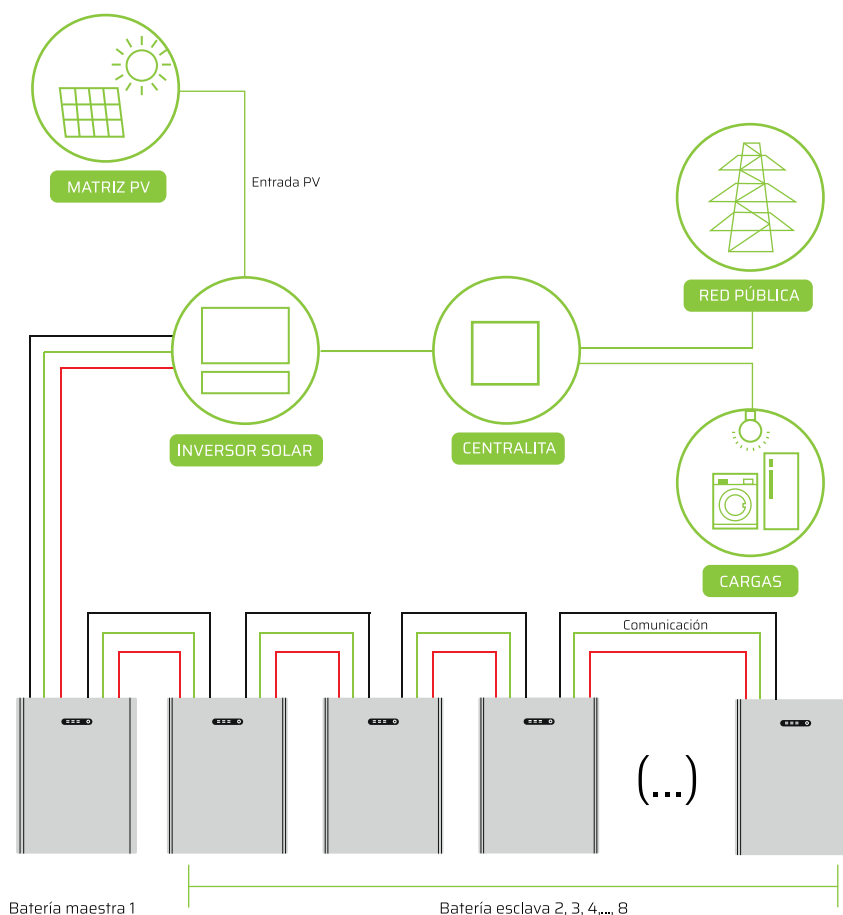 MATRIZ PV
Entrada PV
RED PÚBLICA
INVERSOR SOLAR
CENTRALITA
CARGAS
Comunicación
(...)
Batería maestra 1
Batería esclava 2, 3, 4,..., 8